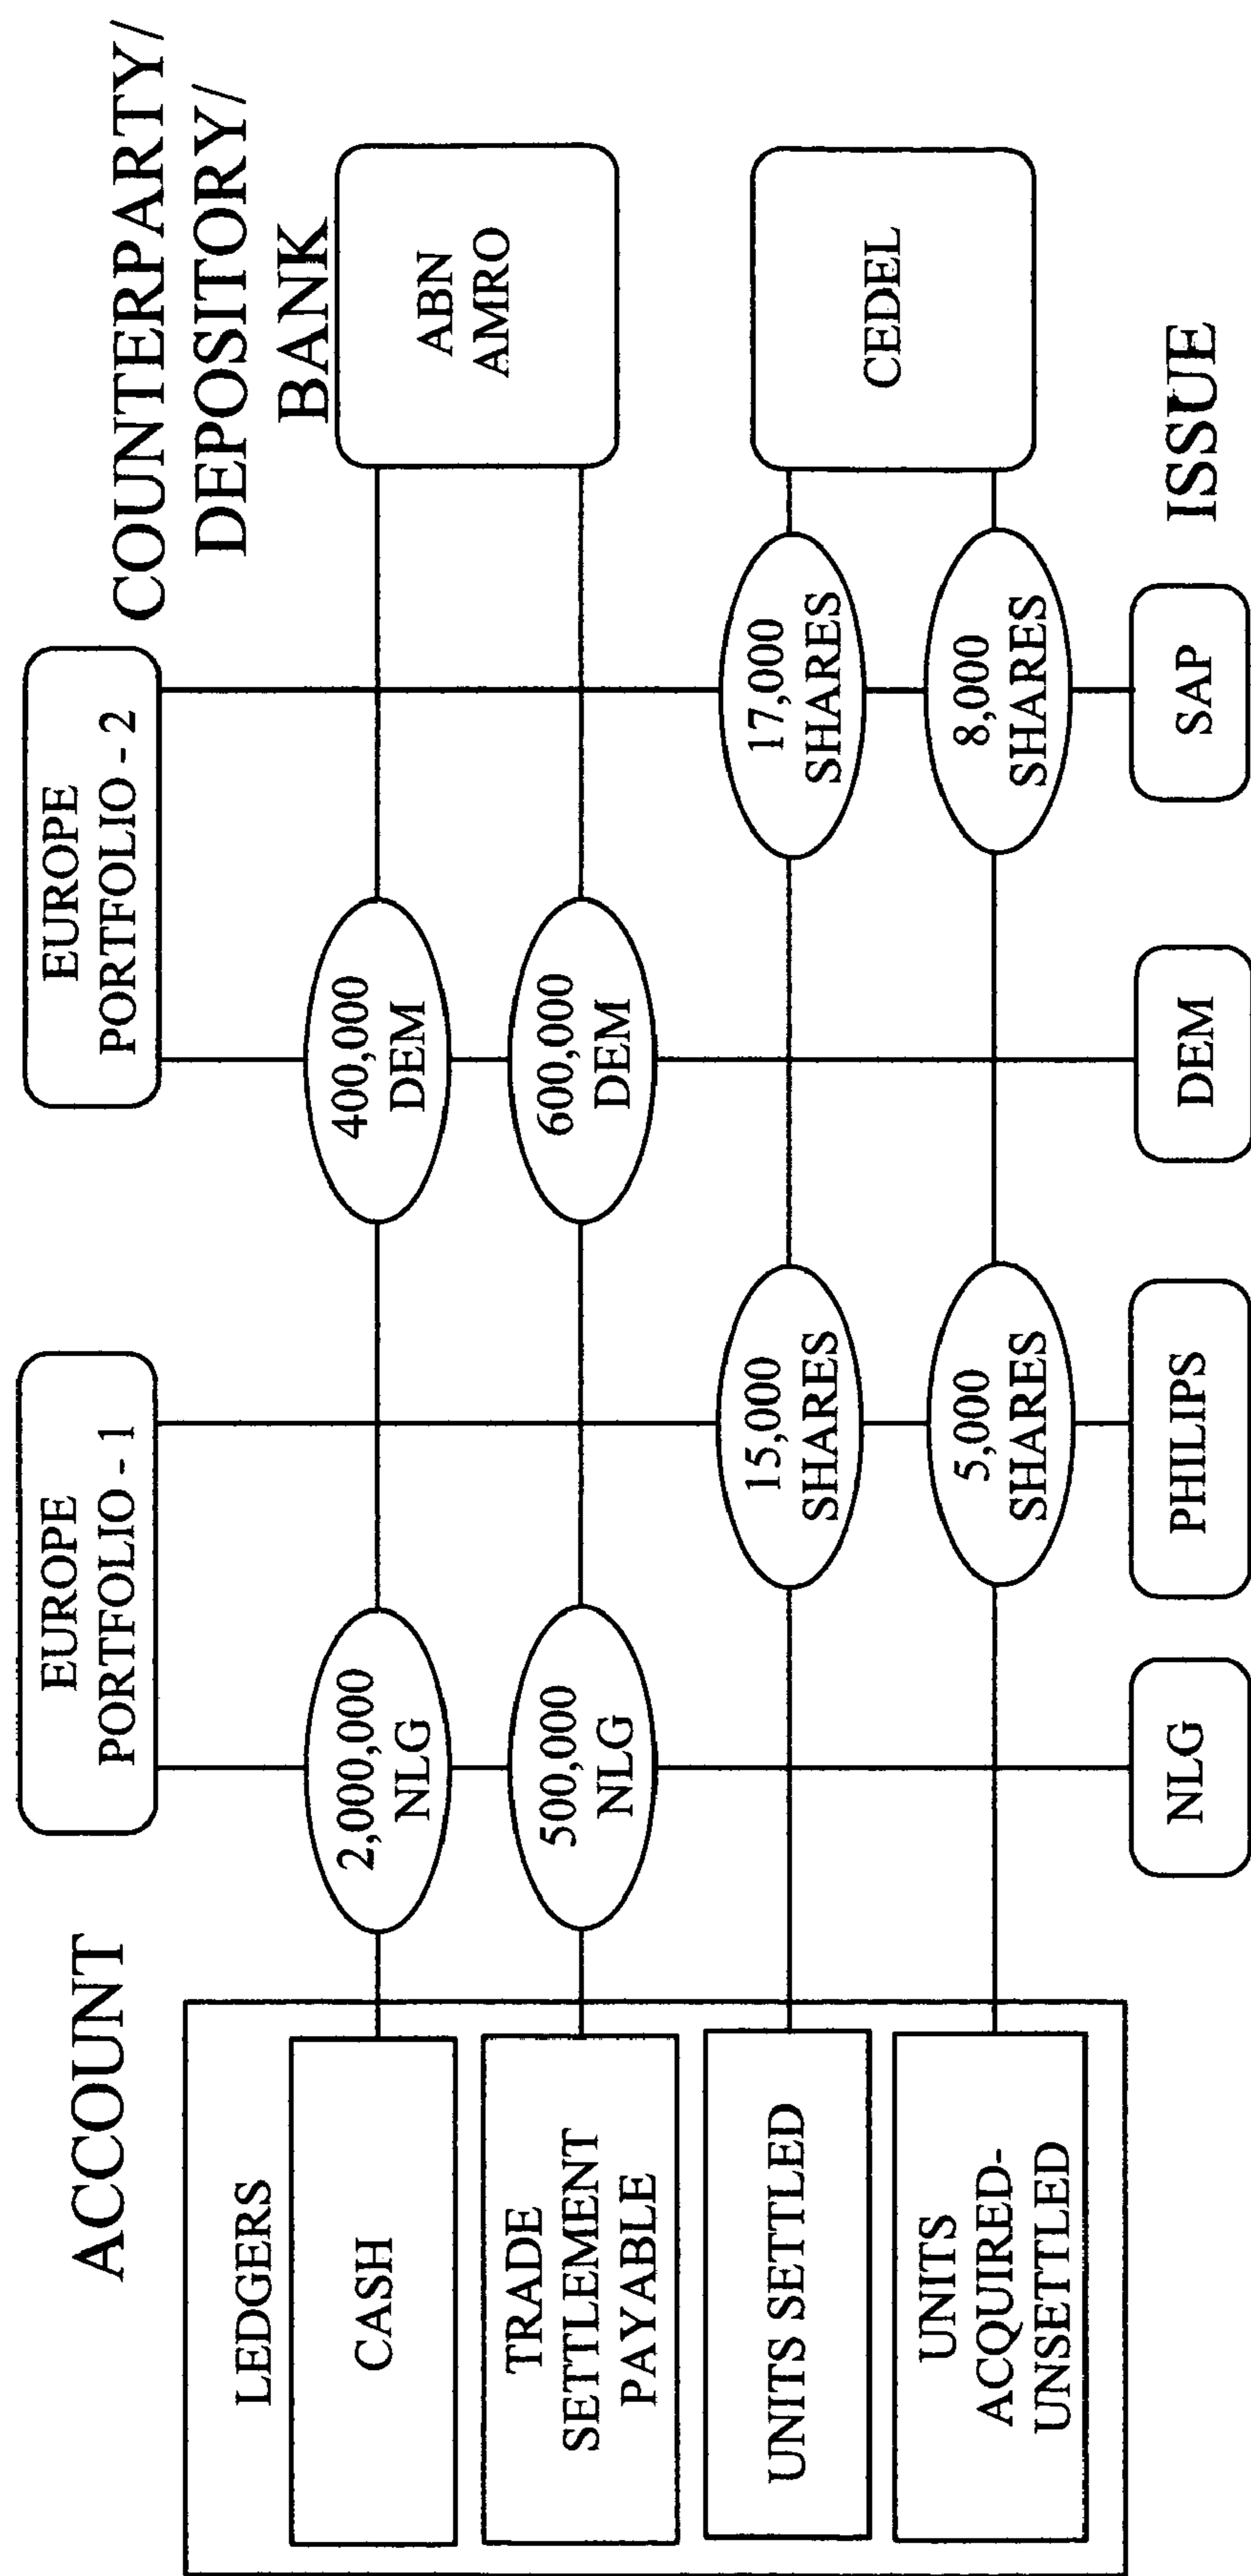 ACCOUNT
EUROPE
PORTFOLIO - 1
EUROPE
PORTFOLIO - 2
COUNTERPARTY/
DEPOSITORY/
BANK
LEDGERS
CASH
2,000,000
NLG
400,000
DEM
ABN
AMRO
TRADE
SETTLEMENT
PAYABLE
500,000
NLG
600,000
DEM
UNITS SETTLED
15,000
SHARES
17,000
SHARES
CEDEL
UNITS
ACQUIRED-
UNSETTLED
5,000
SHARES
8,000
SHARES
NLG
PHILIPS
DEM
SAP
ISSUE